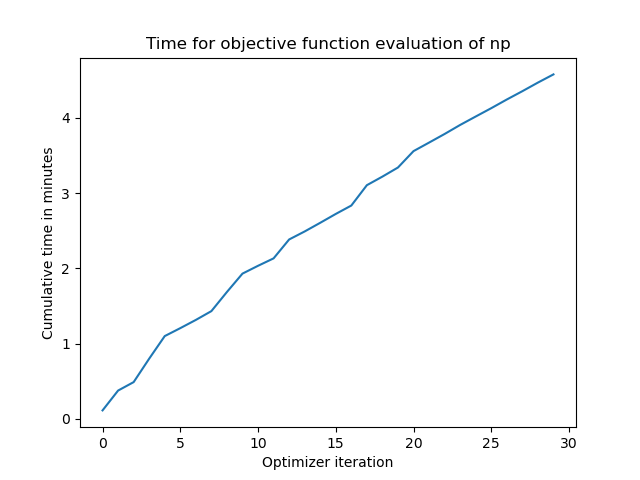 Time for objective function evaluation of np
Cumulative time in minutes
4
3
2
1
0
0 5 10 15 20 25 30
Optimizer iteration